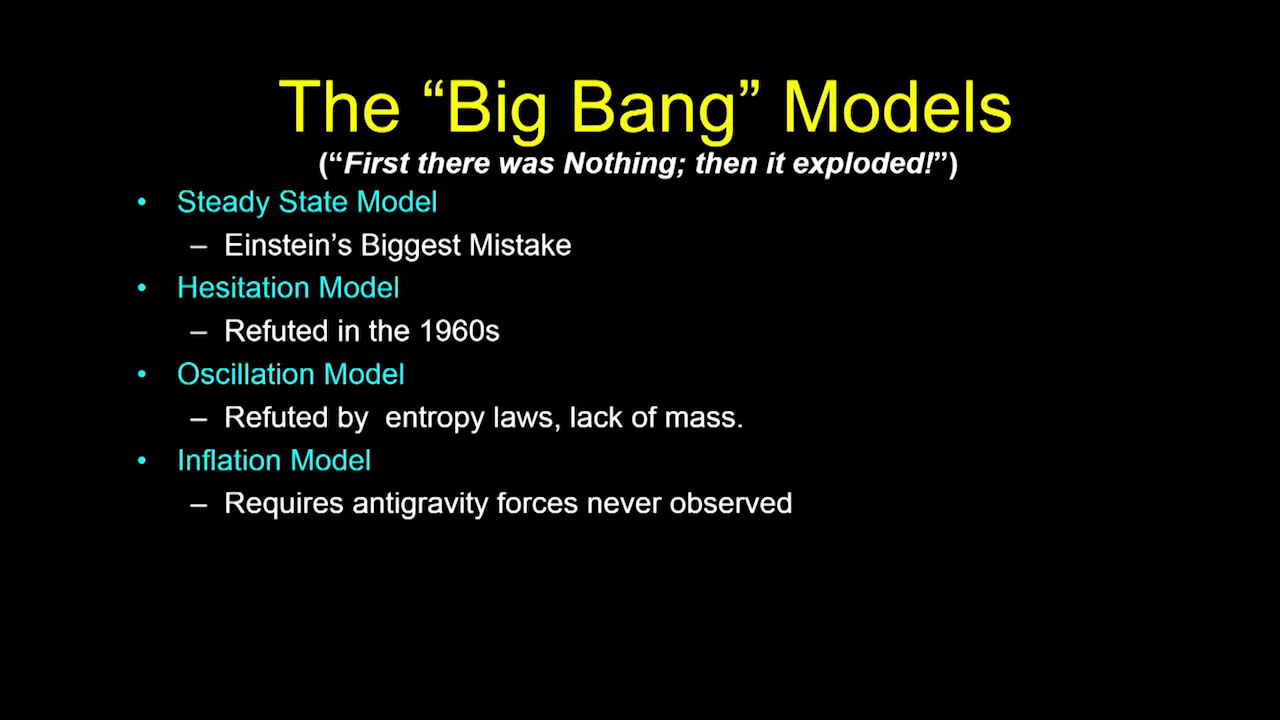 The “Big Bang” Models
(“First there was Nothing; then it exploded!”)
• Steady State Model
– Einstein’s Biggest Mistake
• Hesitation Model
– Refuted in the 1960s
• Oscillation Model
– Refuted by  entropy laws, lack of mass.
• Inflation Model
– Requires antigravity forces never observed